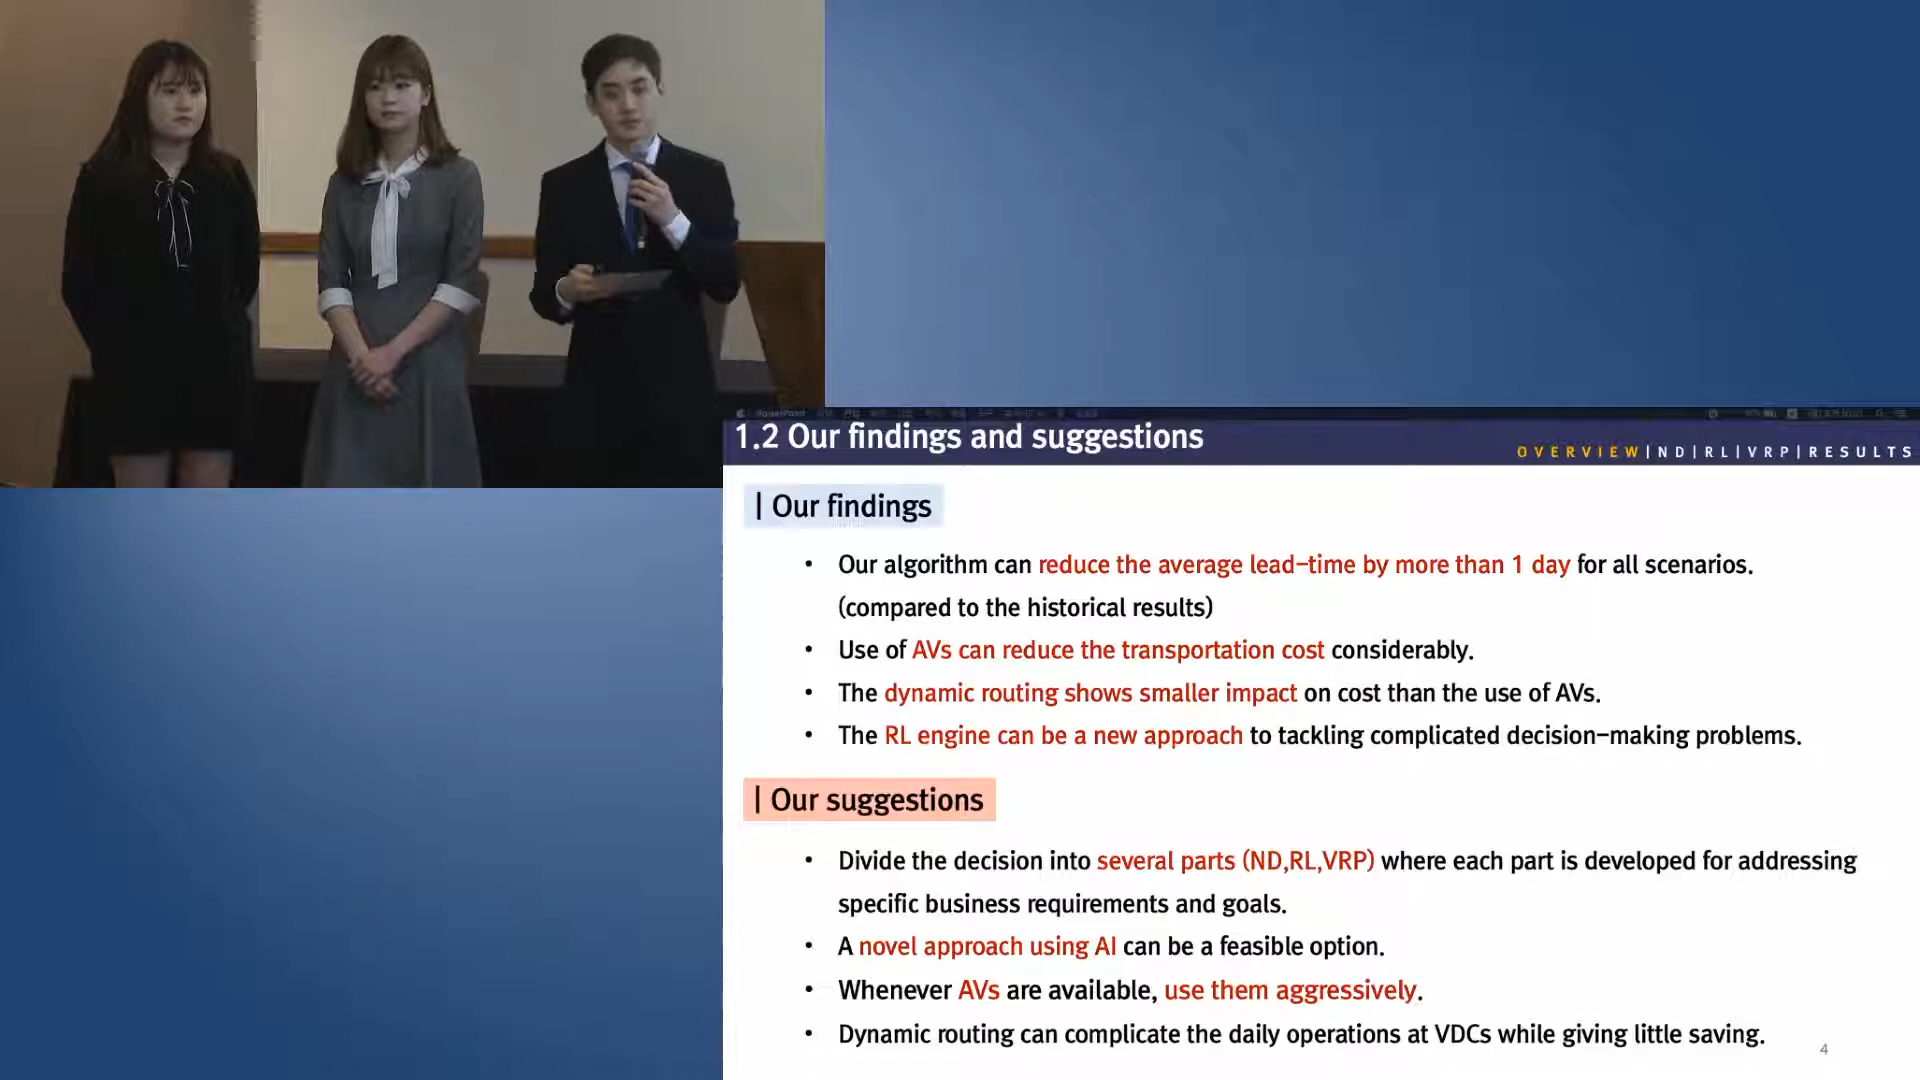 PowerPoint
1.2 Our findings and suggestions
OVERVIEW|ND|RL|VRP|RESULTS
| Our findings
• Our algorithm can reduce the average lead-time by more than 1 day for all scenarios.
(compared to the historical results)
• Use of AVs can reduce the transportation cost considerably.
• The dynamic routing shows smaller impact on cost than the use of AVs.
• The RL engine can be a new approach to tackling complicated decision-making problems.
| Our suggestions
• Divide the decision into several parts (ND,RL,VRP) where each part is developed for addressing
specific business requirements and goals.
• A novel approach using AI can be a feasible option.
• Whenever AVs are available, use them aggressively.
• Dynamic routing can complicate the daily operations at VDCs while giving little saving.
4